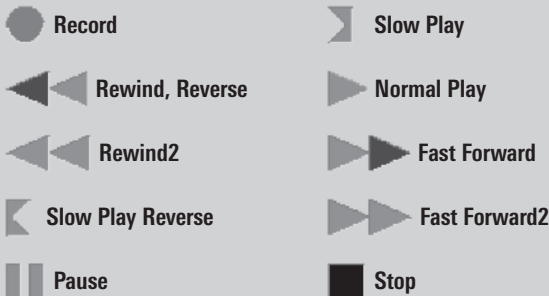 Record
Rewind, Reverse
Rewind2
Slow Play Reverse
Pause
Slow Play
Normal Play
Fast Forward
Fast Forward2
Stop